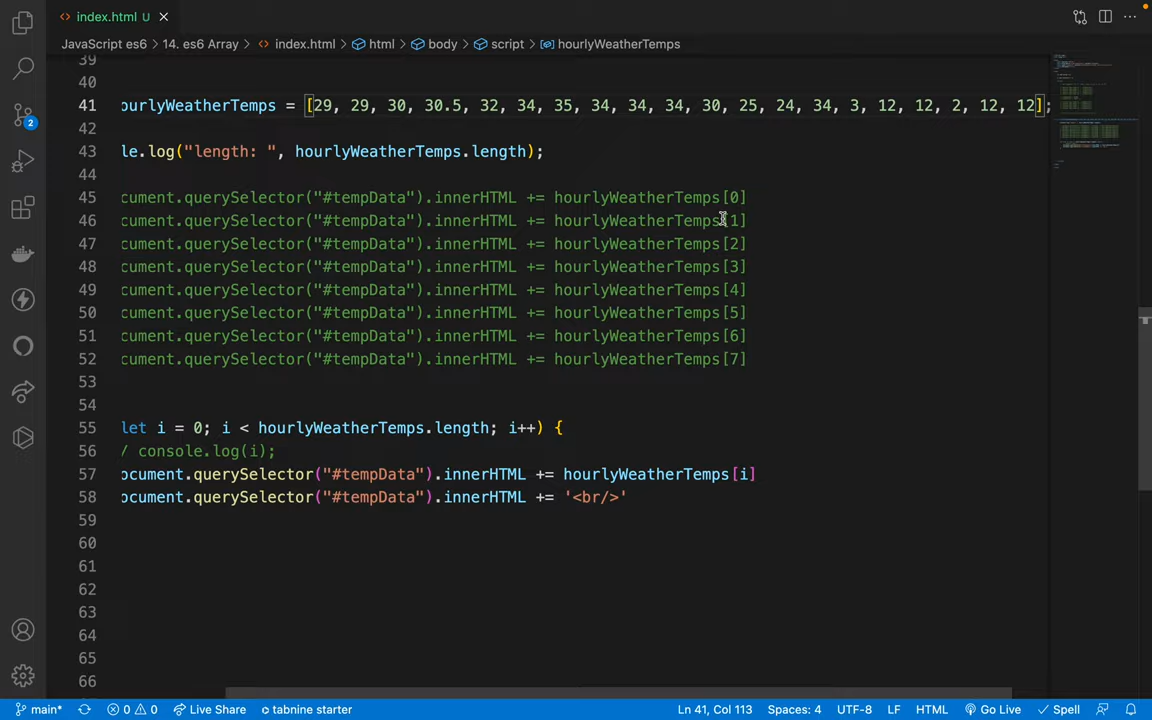 index.html U
JavaScript es6 > 14. es6 Array > index.html > html > body > script > hourlyWeatherTemps
39
40
41 ourlyWeatherTemps = [29, 29, 30, 30.5, 32, 34, 35, 34, 34, 34, 30, 25, 24, 34, 3, 12, 12, 2, 12, 12];
42
43 le.log("length: ", hourlyWeatherTemps.length);
44
45 cument.querySelector("#tempData").innerHTML += hourlyWeatherTemps[0]
46 cument.querySelector("#tempData").innerHTML += hourlyWeatherTemps[1]
47 cument.querySelector("#tempData").innerHTML += hourlyWeatherTemps[2]
48 cument.querySelector("#tempData").innerHTML += hourlyWeatherTemps[3]
49 cument.querySelector("#tempData").innerHTML += hourlyWeatherTemps[4]
50 cument.querySelector("#tempData").innerHTML += hourlyWeatherTemps[5]
51 cument.querySelector("#tempData").innerHTML += hourlyWeatherTemps[6]
52 cument.querySelector("#tempData").innerHTML += hourlyWeatherTemps[7]
53
54
55 let i = 0; i < hourlyWeatherTemps.length; i++) {
56 / console.log(i);
57 ocument.querySelector("#tempData").innerHTML += hourlyWeatherTemps[i]
58 ocument.querySelector("#tempData").innerHTML += '<br/>'
59
60
61
62
63
64
65
66
2
main* 0 0 Live Share tabnine starter Ln 41, Col 113 Spaces: 4 UTF-8 LF HTML Go Live Spell